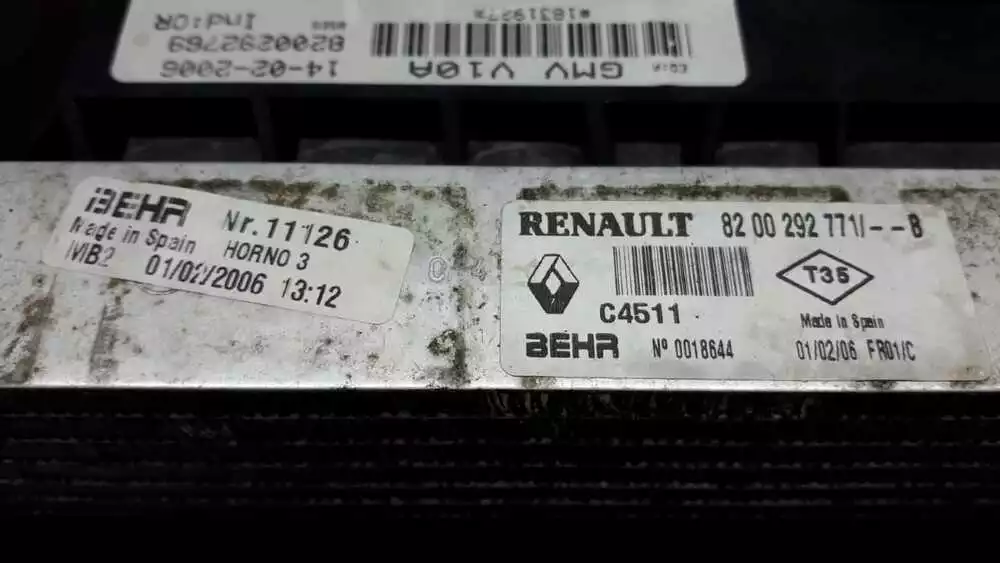 14-02-2006 GMV V10A EQ:A
8200292769
Ind:OR *1831927*
BEHR Nr.11126
Made in Spain HORNO 3
MB2 01/02/2006 13:12
RENAULT 82 00 292 771/--B
T35
C4511 Made in Spain
BEHR Nº 0018644 01/02/06 FR01/C